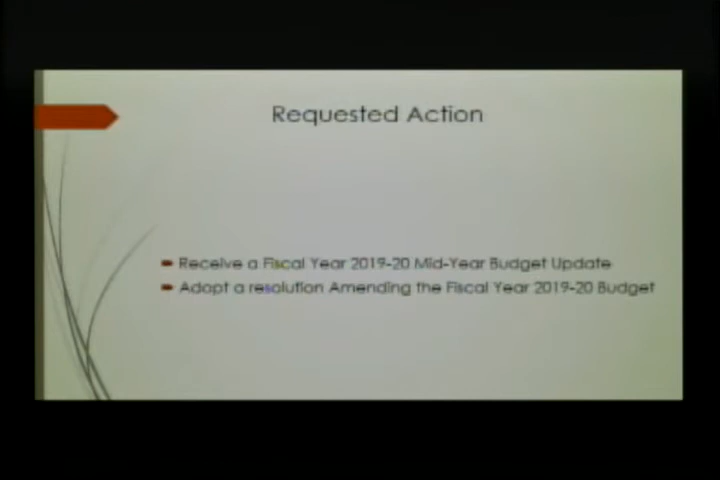 Requested Action
Receive a Fiscal Year 2019-20 Mid-Year Budget Update
Adopt a resolution Amending the Fiscal Year 2019-20 Budget